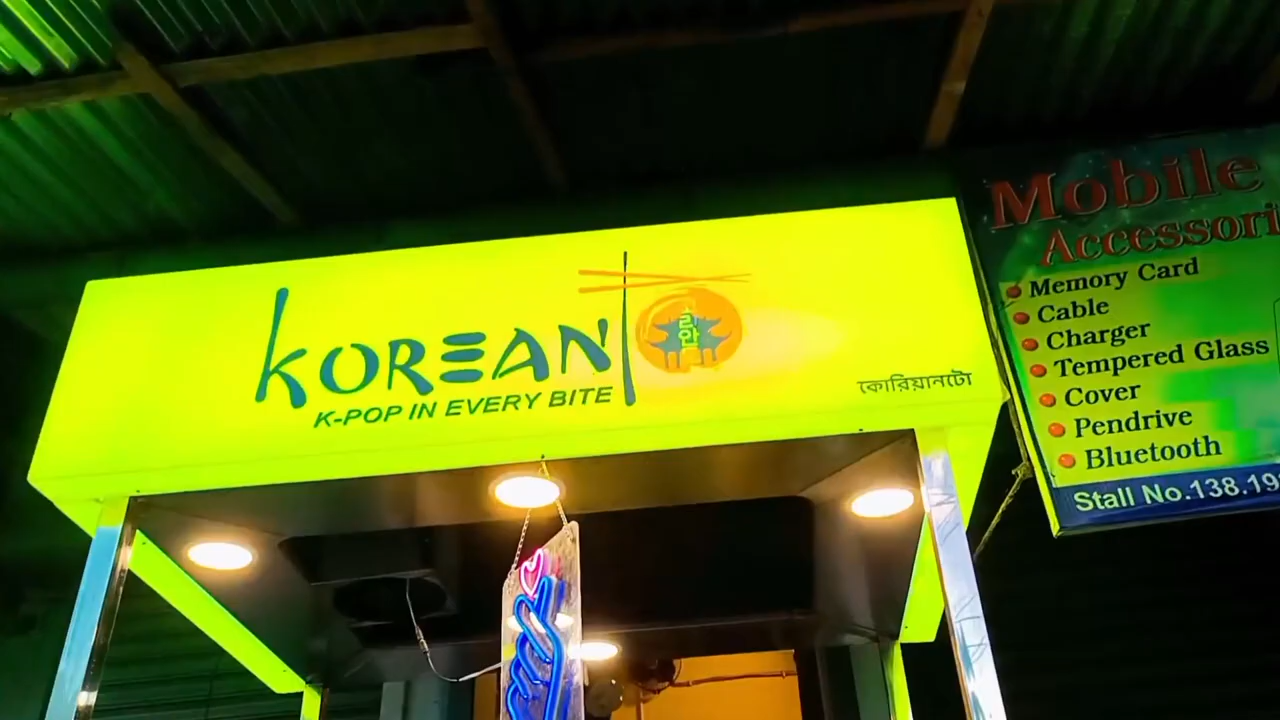 KOREANTO
K-POP IN EVERY BITE
কোরিয়ানটো
Mobile
Memory Card
Cable
Charger
Tempered Glass
Cover
Pendrive
Bluetooth
Stall No.138.19